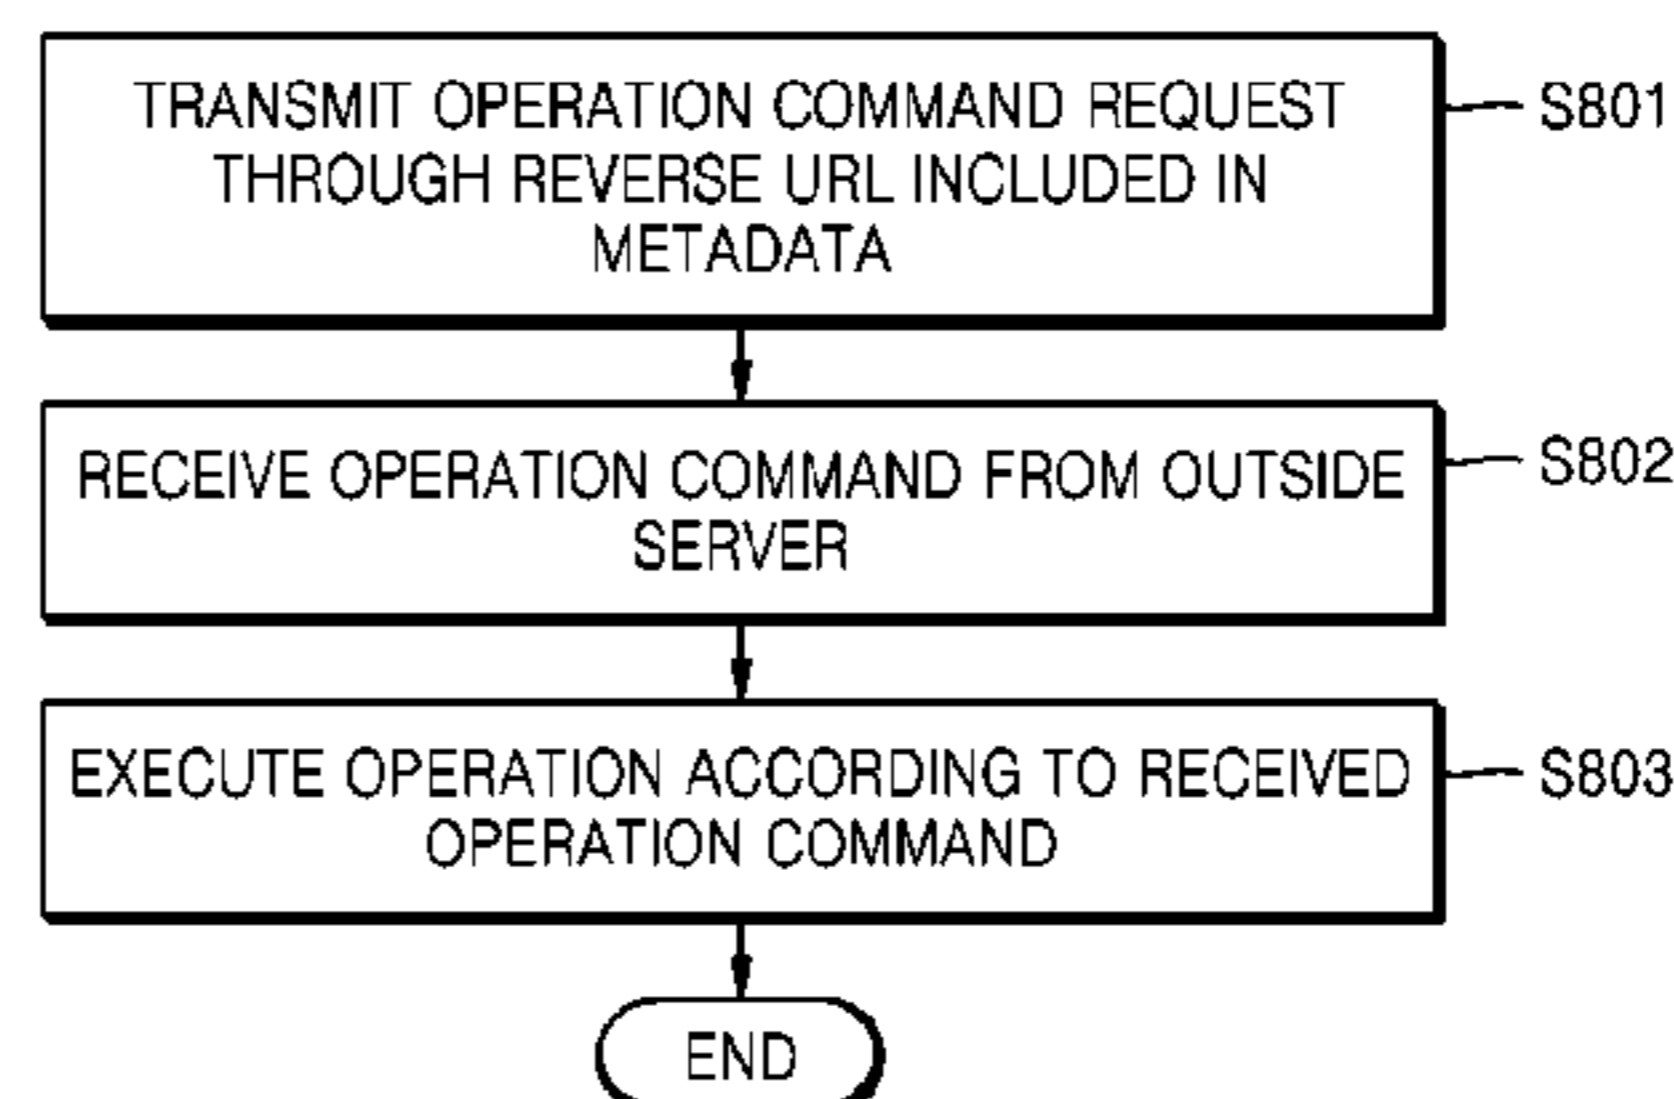 TRANSMIT OPERATION COMMAND REQUEST
THROUGH REVERSE URL INCLUDED IN
METADATA
S801
RECEIVE OPERATION COMMAND FROM OUTSIDE
SERVER
S802
EXECUTE OPERATION ACCORDING TO RECEIVED
OPERATION COMMAND
S803
END